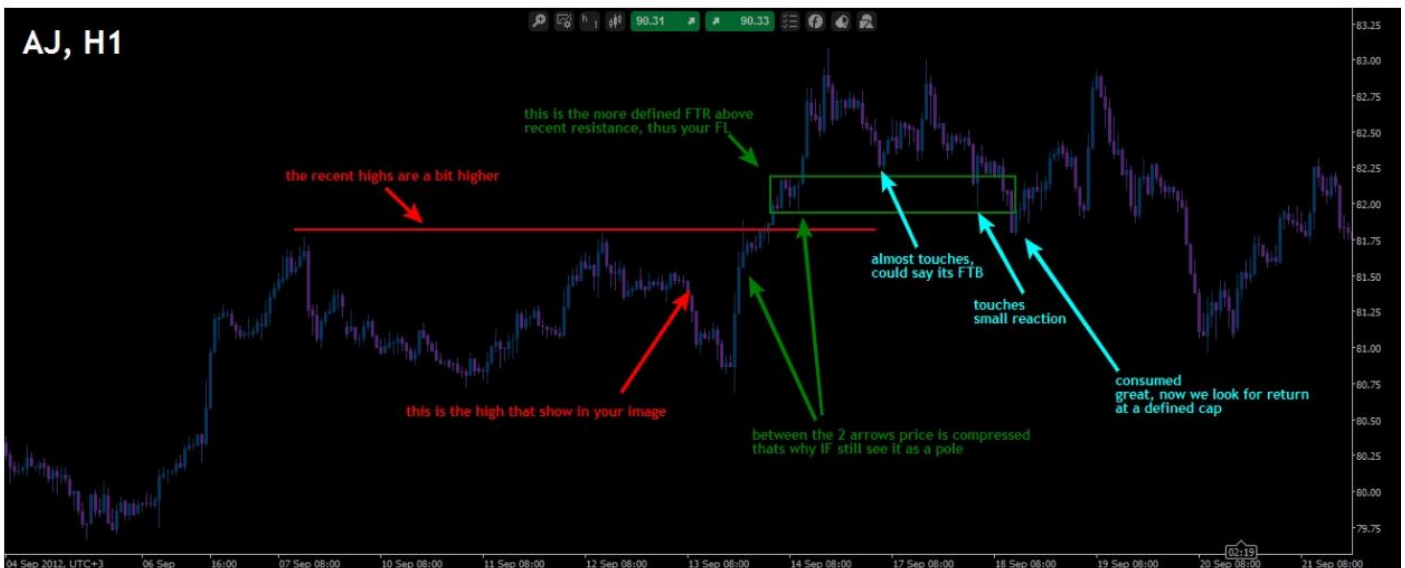 AJ, H1
h 1
90.31
90.33
this is the more defined FTR above
recent resistance, thus your FL
the recent highs are a bit higher
almost touches,
could say its FTB
touches
small reaction
consumed
great, now we look for return
at a defined cap
this is the high that show in your image
between the 2 arrows price is compressed
thats why IF still see it as a pole
83.25
83.00
82.75
82.50
82.25
82.00
81.75
81.50
81.25
81.00
80.75
80.50
80.25
80.00
79.75
02:19
04 Sep 2012, UTC+3
06 Sep
16:00
07 Sep 08:00
10 Sep 08:00
11 Sep 08:00
12 Sep 08:00
13 Sep 08:00
14 Sep 08:00
17 Sep 08:00
18 Sep 08:00
19 Sep 08:00
20 Sep 08:00
21 Sep 08:00